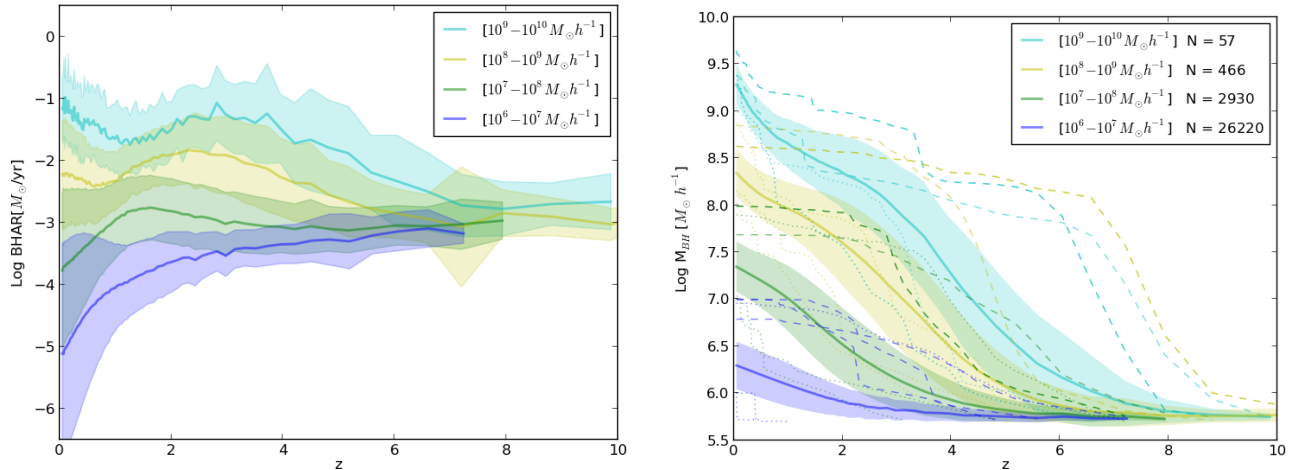 Log BHAR[M⊙/yr]
0
−1
−2
−3
−4
−5
−6
0 2 4 6 8 10
z
[10⁹−10¹⁰ M⊙h⁻¹]
[10⁸−10⁹ M⊙h⁻¹]
[10⁷−10⁸ M⊙h⁻¹]
[10⁶−10⁷ M⊙h⁻¹]
Log M_BH [M⊙ h⁻¹]
10.0
9.5
9.0
8.5
8.0
7.5
7.0
6.5
6.0
5.5
0 2 4 6 8 10
z
[10⁹−10¹⁰ M⊙h⁻¹] N = 57
[10⁸−10⁹ M⊙h⁻¹] N = 466
[10⁷−10⁸ M⊙h⁻¹] N = 2930
[10⁶−10⁷ M⊙h⁻¹] N = 26220